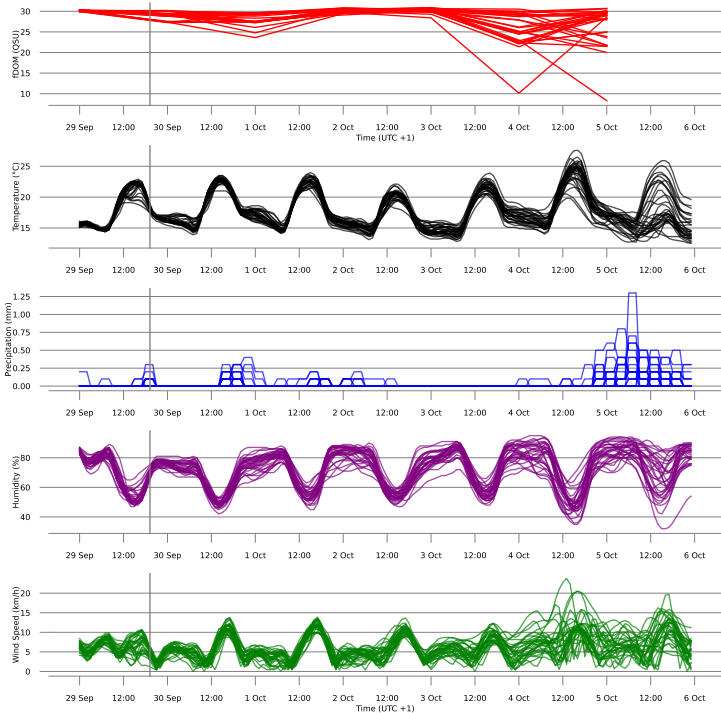 fDOM (QSU)
30
25
20
15
10
29 Sep 12:00 30 Sep 12:00 1 Oct 12:00 2 Oct 12:00 3 Oct 12:00 4 Oct 12:00 5 Oct 12:00 6 Oct
Time (UTC +1)
Temperature (°C)
25
20
15
29 Sep 12:00 30 Sep 12:00 1 Oct 12:00 2 Oct 12:00 3 Oct 12:00 4 Oct 12:00 5 Oct 12:00 6 Oct
Precipitation (mm)
1.25
1.00
0.75
0.50
0.25
0.00
29 Sep 12:00 30 Sep 12:00 1 Oct 12:00 2 Oct 12:00 3 Oct 12:00 4 Oct 12:00 5 Oct 12:00 6 Oct
Humidity (%)
80
60
40
29 Sep 12:00 30 Sep 12:00 1 Oct 12:00 2 Oct 12:00 3 Oct 12:00 4 Oct 12:00 5 Oct 12:00 6 Oct
Wind Speed (km/h)
20
15
10
5
0
29 Sep 12:00 30 Sep 12:00 1 Oct 12:00 2 Oct 12:00 3 Oct 12:00 4 Oct 12:00 5 Oct 12:00 6 Oct
Time (UTC +1)